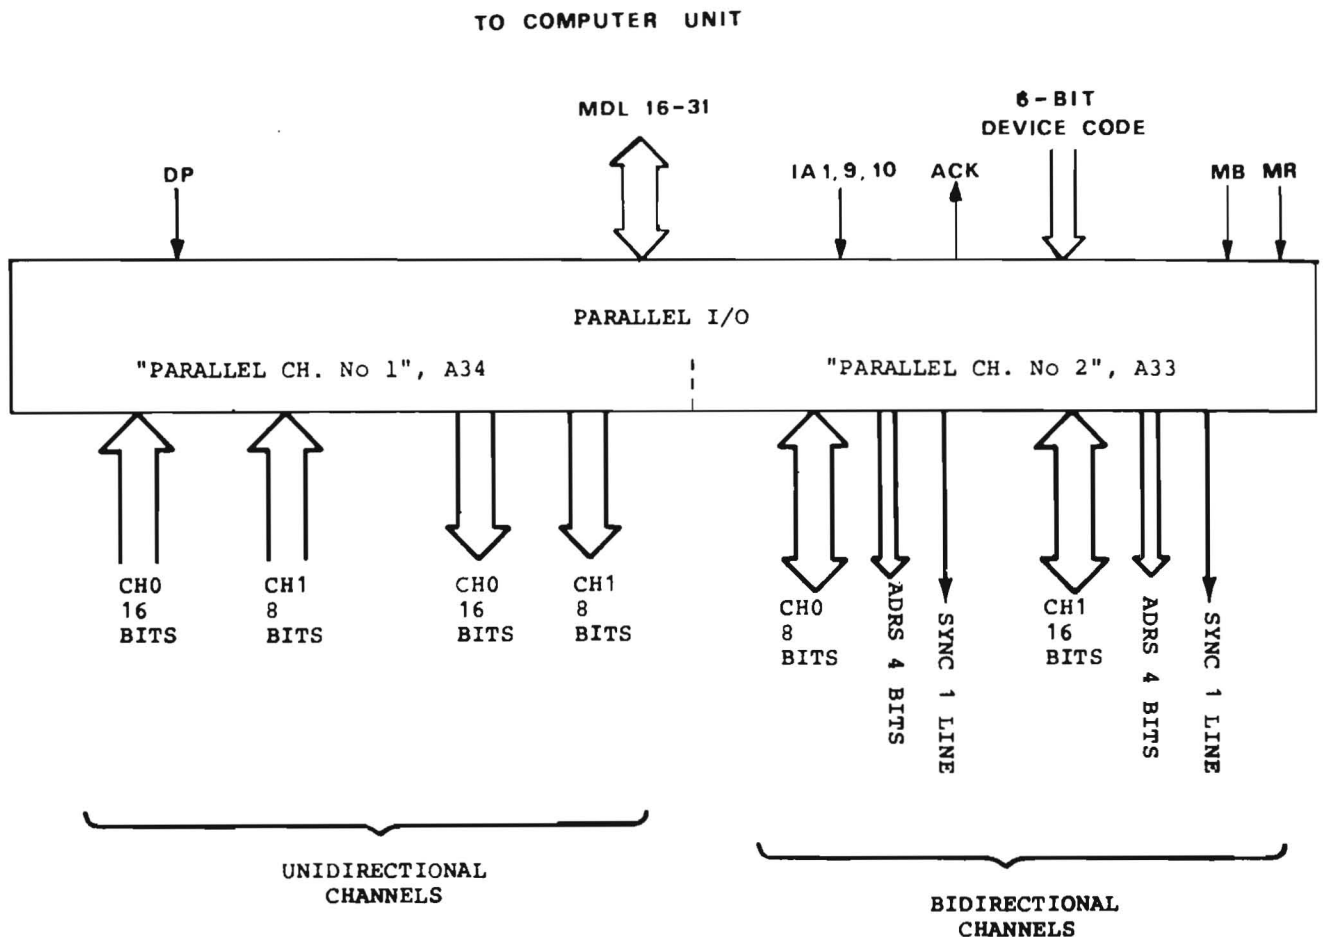 TO COMPUTER UNIT
MDL 16-31
6-BIT
DEVICE CODE
DP
IA1,9,10
ACK
MB
MR
PARALLEL I/O
"PARALLEL CH. No 1", A34
"PARALLEL CH. No 2", A33
CH0
16
BITS
CH1
8
BITS
CH0
16
BITS
CH1
8
BITS
CH0
8
BITS
ADRS 4 BITS
SYNC 1 LINE
CH1
16
BITS
ADRS 4 BITS
SYNC 1 LINE
UNIDIRECTIONAL
CHANNELS
BIDIRECTIONAL
CHANNELS